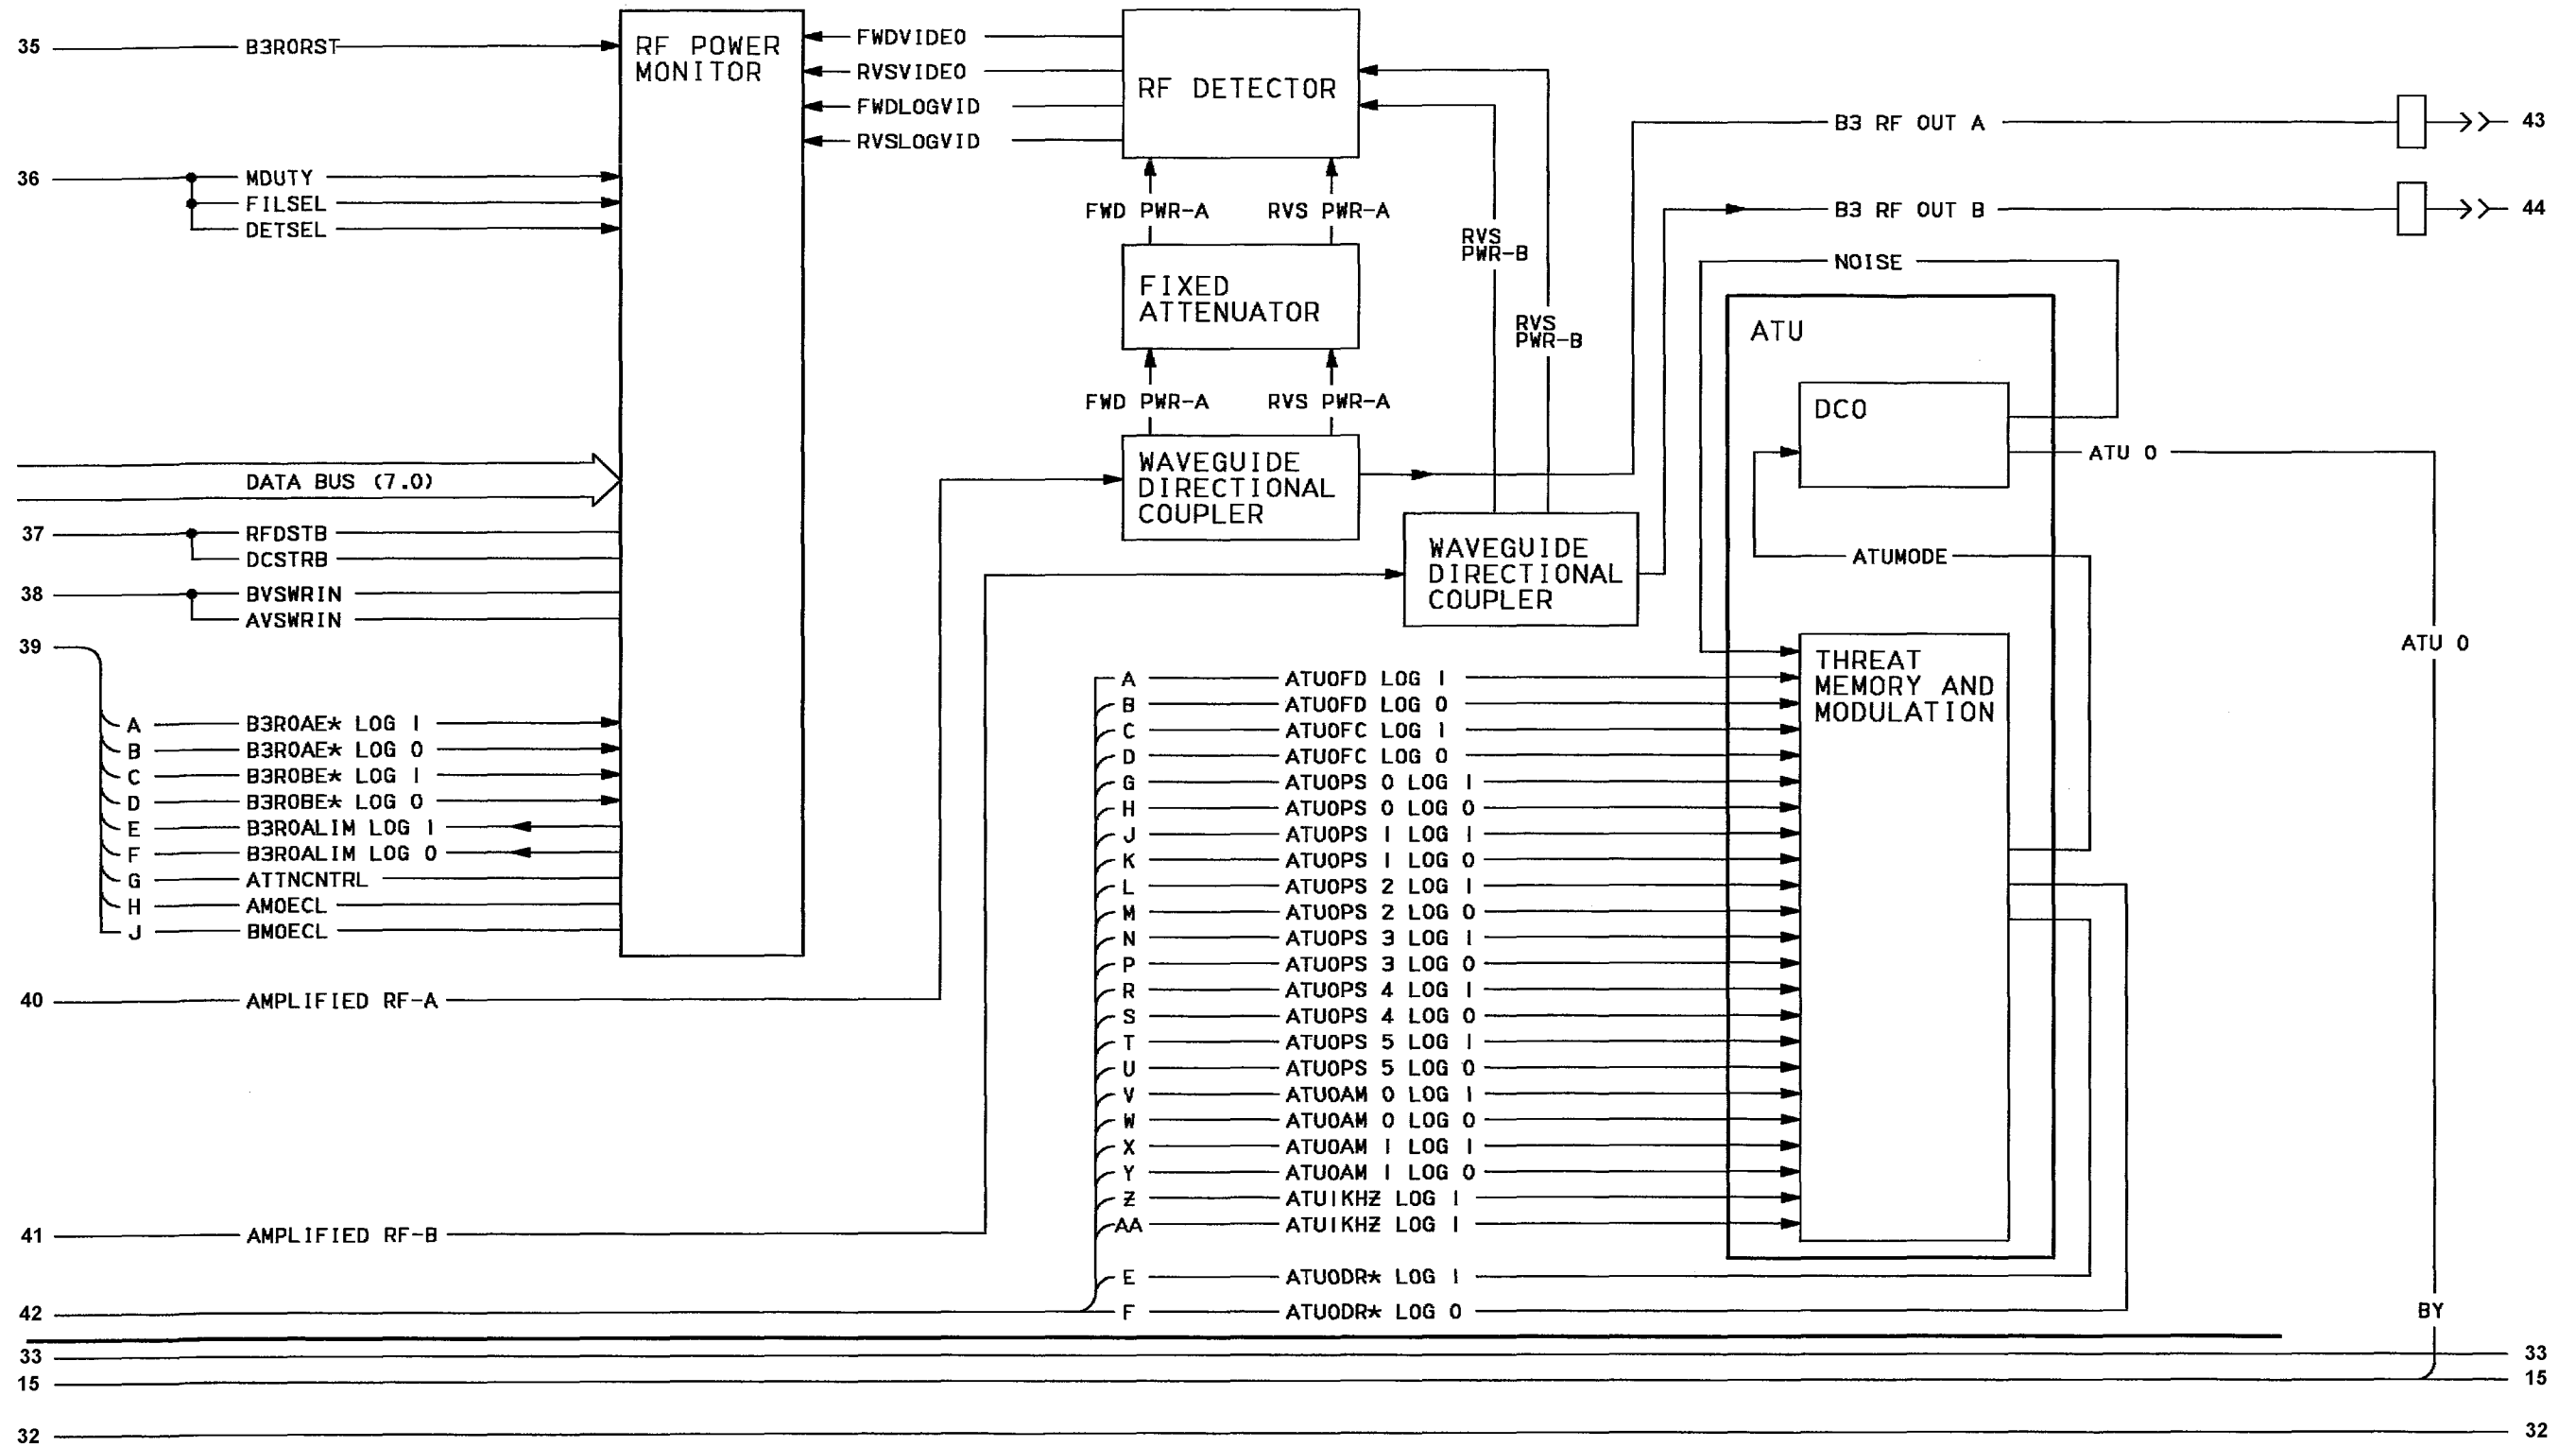 35 B3RORST
RF POWER
MONITOR
FWDVIDEO
RVSVIDEO
FWDLOGVID
RVSLOGVID
RF DETECTOR
B3 RF OUT A 43
B3 RF OUT B 44
36 MDUTY
FILSEL
DETSEL
FWD PWR-A RVS PWR-A
RVS
PWR-B
RVS
PWR-B
FIXED
ATTENUATOR
FWD PWR-A RVS PWR-A
NOISE
ATU
DCO
ATU 0
ATUMODE
DATA BUS (7.0)
WAVEGUIDE
DIRECTIONAL
COUPLER
WAVEGUIDE
DIRECTIONAL
COUPLER
37 RFDSTB
DCSTRB
38 BVSWRIN
AVSWRIN
39
A B3R0AE* LOG 1
B B3R0AE* LOG 0
C B3R0BE* LOG 1
D B3R0BE* LOG 0
E B3R0ALIM LOG 1
F B3R0ALIM LOG 0
G ATTNCNTRL
H AMOECL
J BMOECL
40 AMPLIFIED RF-A
41 AMPLIFIED RF-B
42
THREAT
MEMORY AND
MODULATION
A ATU0FD LOG 1
B ATU0FD LOG 0
C ATU0FC LOG 1
D ATU0FC LOG 0
G ATU0PS 0 LOG 1
H ATU0PS 0 LOG 0
J ATU0PS 1 LOG 1
K ATU0PS 1 LOG 0
L ATU0PS 2 LOG 1
M ATU0PS 2 LOG 0
N ATU0PS 3 LOG 1
P ATU0PS 3 LOG 0
R ATU0PS 4 LOG 1
S ATU0PS 4 LOG 0
T ATU0PS 5 LOG 1
U ATU0PS 5 LOG 0
V ATU0AM 0 LOG 1
W ATU0AM 0 LOG 0
X ATU0AM 1 LOG 1
Y ATU0AM 1 LOG 0
Z ATU1KHZ LOG 1
AA ATU1KHZ LOG 1
E ATU0DR* LOG 1
F ATU0DR* LOG 0
ATU 0
BY
33 33
15 15
32 32